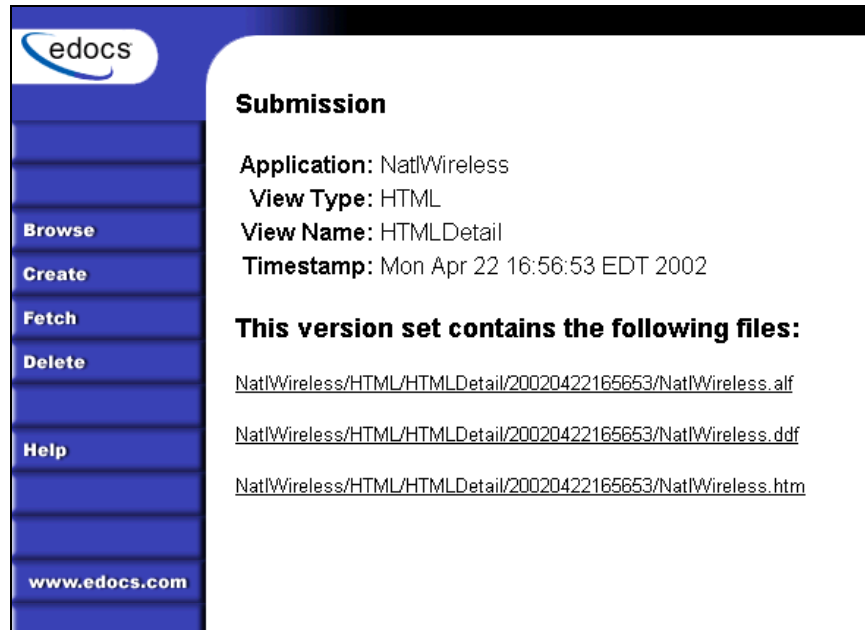 edocs
Browse
Create
Fetch
Delete
Help
www.edocs.com
Submission
Application: NatlWireless
View Type: HTML
View Name: HTMLDetail
Timestamp: Mon Apr 22 16:56:53 EDT 2002
This version set contains the following files:
NatlWireless/HTML/HTMLDetail/20020422165653/NatlWireless.alf
NatlWireless/HTML/HTMLDetail/20020422165653/NatlWireless.ddf
NatlWireless/HTML/HTMLDetail/20020422165653/NatlWireless.htm